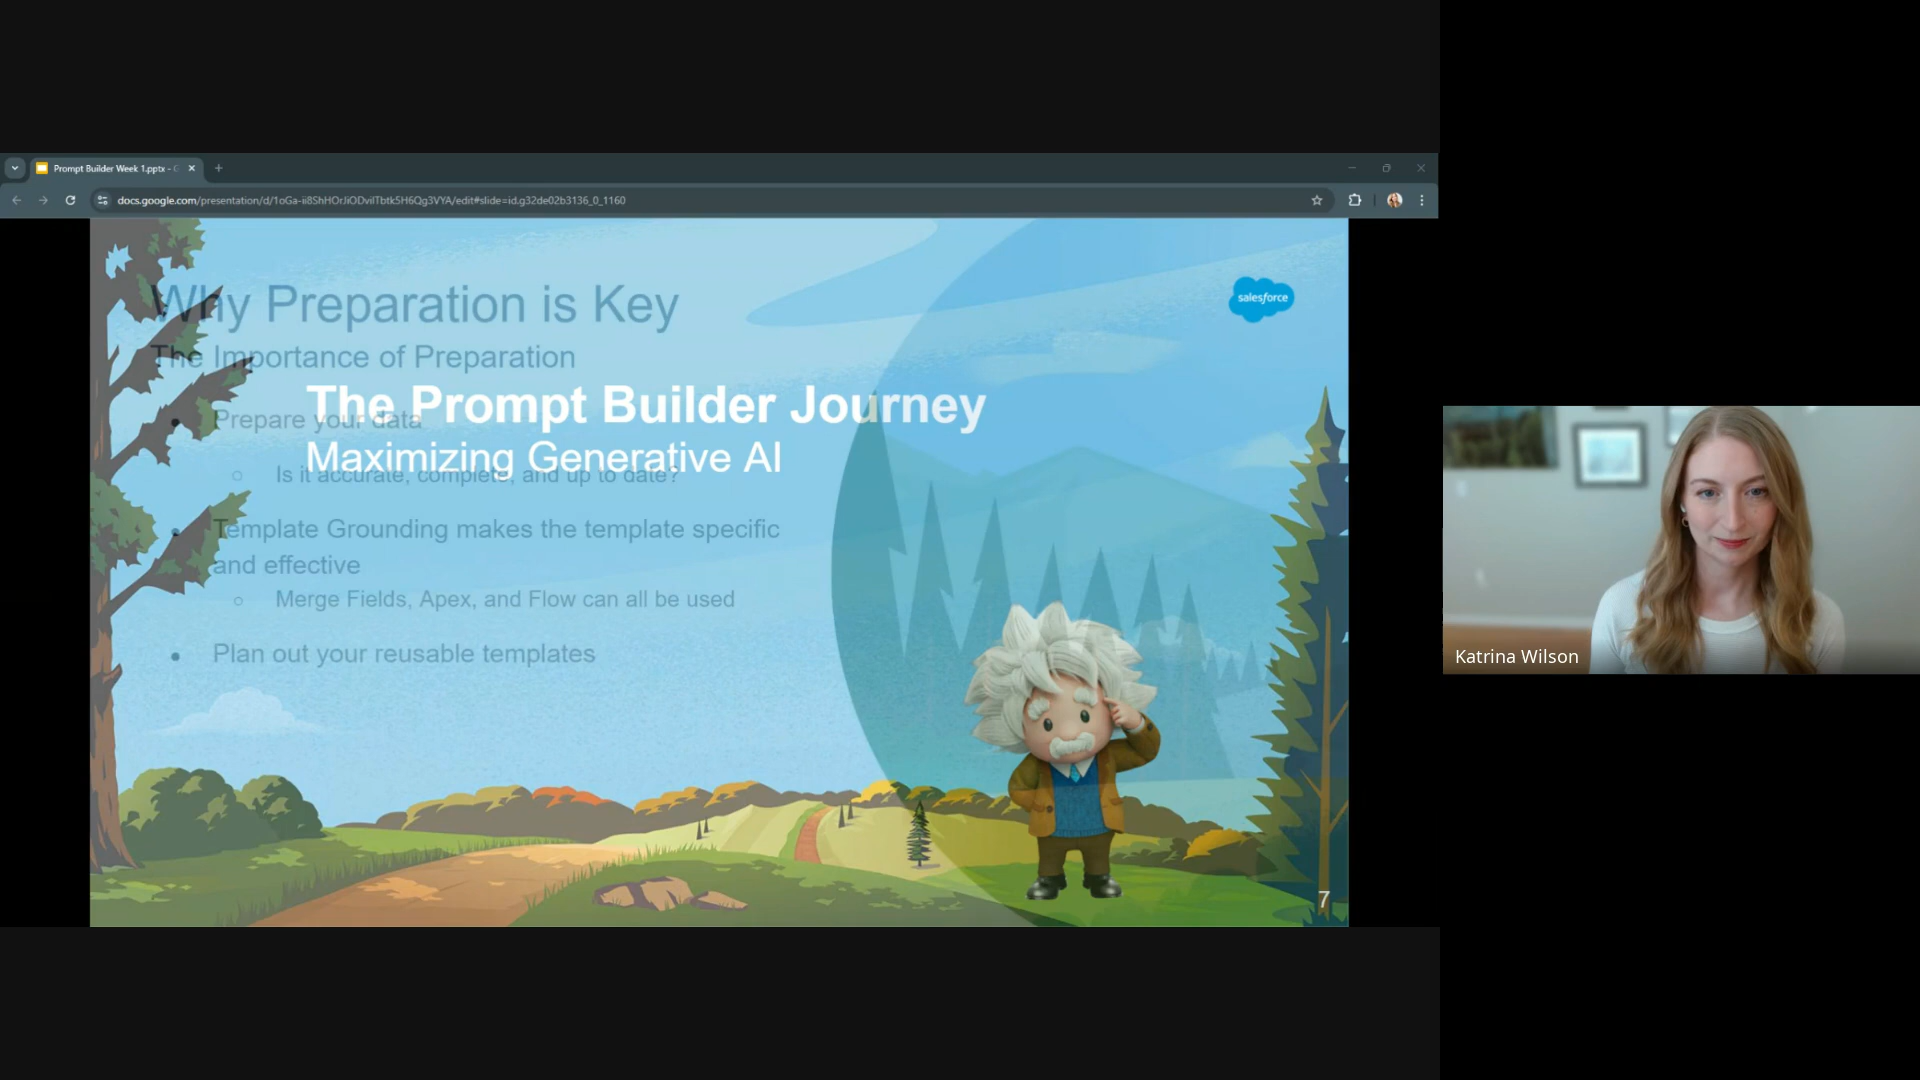 Prompt Builder Week 1.pptx - G
docs.google.com/presentation/d/1oGa-ii8ShHOrJiODvilTbtk5H6Qg3VYA/edit#slide=id.g32de02b3136_0_1160
Why Preparation is Key
salesforce
The Importance of Preparation
The Prompt Builder Journey
Prepare your data
Maximizing Generative AI
Is it accurate, complete, and up to date?
Template Grounding makes the template specific
and effective
Merge Fields, Apex, and Flow can all be used
Plan out your reusable templates
7
Katrina Wilson